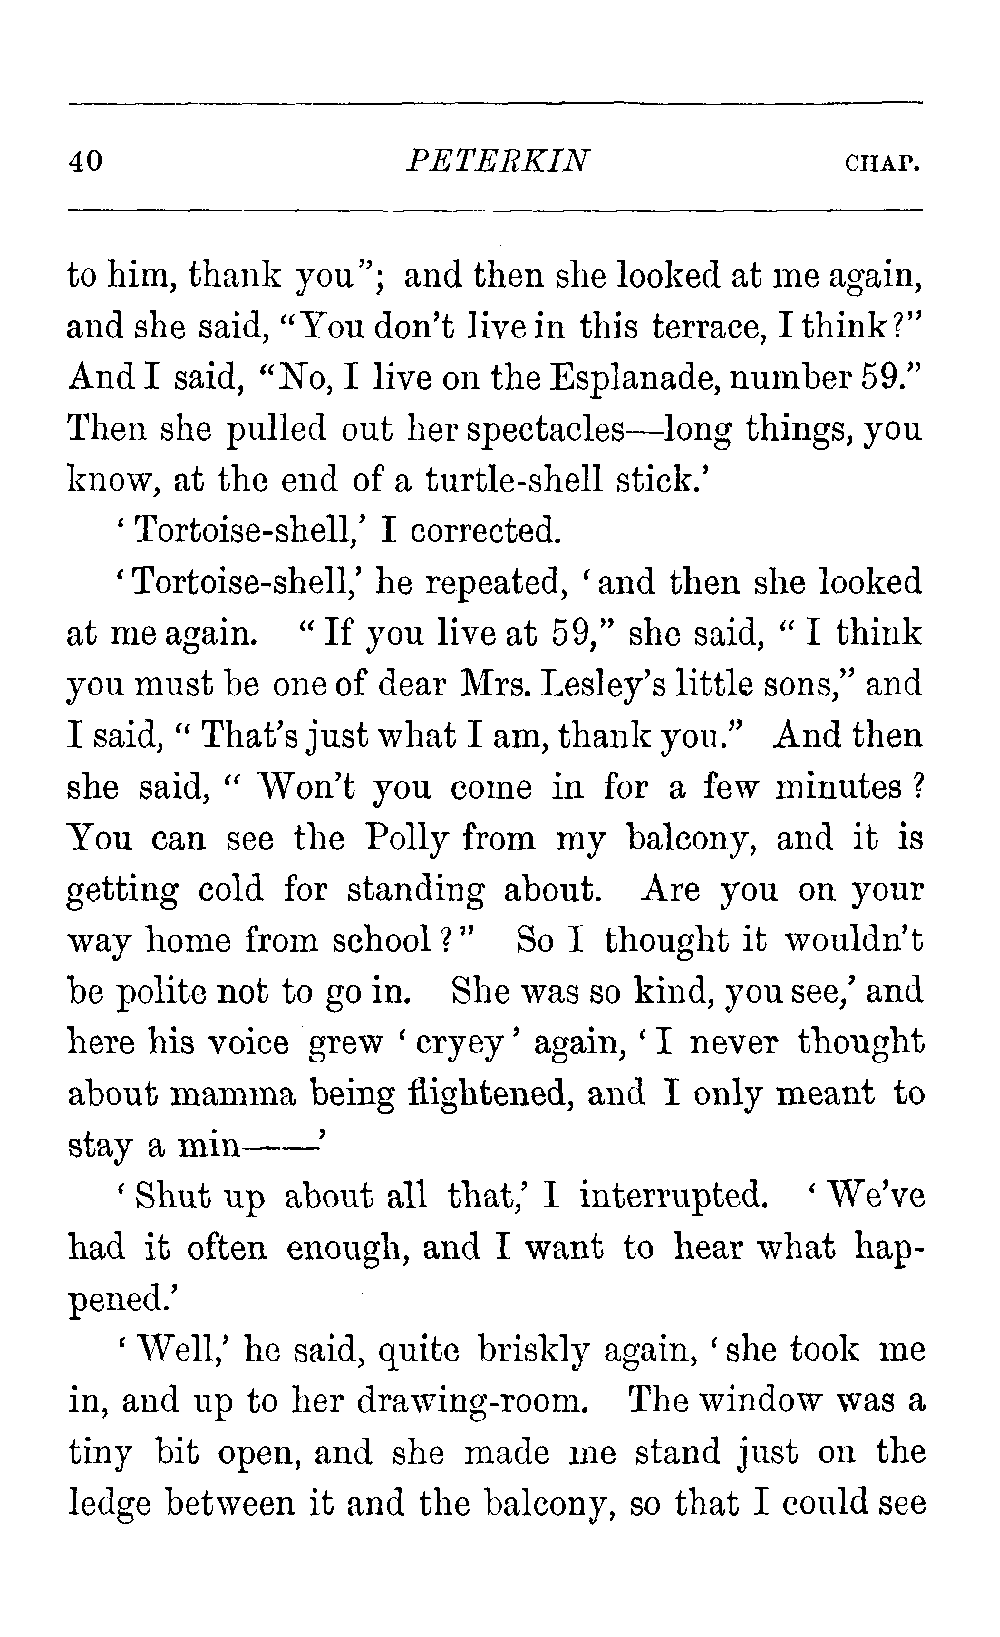 40 PETERKIN CHAP.
to him, thank you”; and then she looked at me again,
and she said, “You don’t live in this terrace, I think?”
And I said, “No, I live on the Esplanade, number 59.”
Then she pulled out her spectacles—long things, you
know, at the end of a turtle-shell stick.’
‘Tortoise-shell,’ I corrected.
‘Tortoise-shell,’ he repeated, ‘and then she looked
at me again. “If you live at 59,” she said, “I think
you must be one of dear Mrs. Lesley’s little sons,” and
I said, “That’s just what I am, thank you.” And then
she said, “Won’t you come in for a few minutes?
You can see the Polly from my balcony, and it is
getting cold for standing about. Are you on your
way home from school?” So I thought it wouldn’t
be polite not to go in. She was so kind, you see,’ and
here his voice grew ‘cryey’ again, ‘I never thought
about mamma being flightened, and I only meant to
stay a min——’
‘Shut up about all that,’ I interrupted. ‘We’ve
had it often enough, and I want to hear what hap-
pened.’
‘Well,’ he said, quite briskly again, ‘she took me
in, and up to her drawing-room. The window was a
tiny bit open, and she made me stand just on the
ledge between it and the balcony, so that I could see